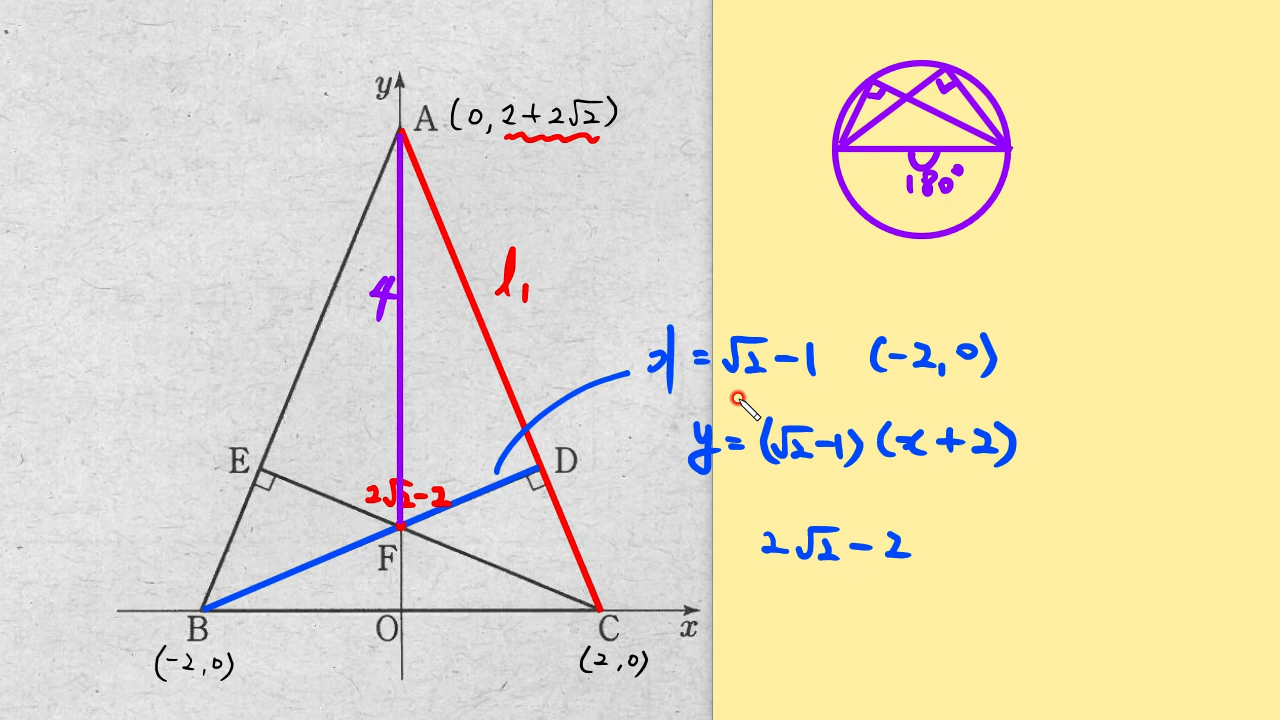 y
A (0, 2+2√2)
180°
4
l₁
기 = √2-1 (-2, 0)
y = (√2-1)(x+2)
E
D
2√2-2
F
2√2-2
B
O
C
x
(-2, 0)
(2, 0)